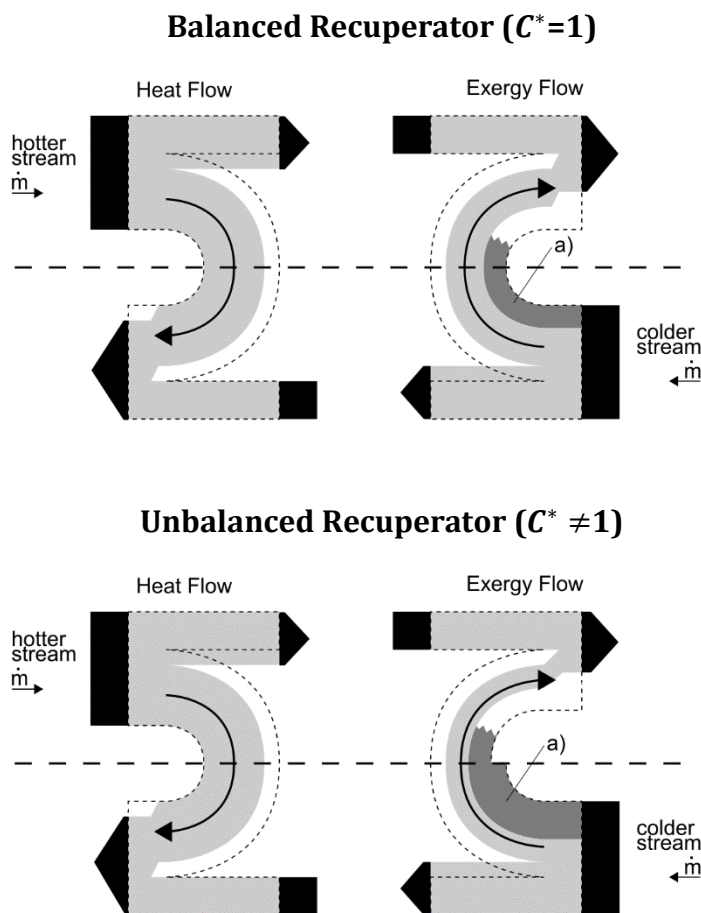 Balanced Recuperator (C*=1)
Heat Flow
Exergy Flow
hotter
stream
ṁ
a)
colder
stream
ṁ
Unbalanced Recuperator (C* ≠1)
Heat Flow
Exergy Flow
hotter
stream
ṁ
a)
colder
stream
ṁ